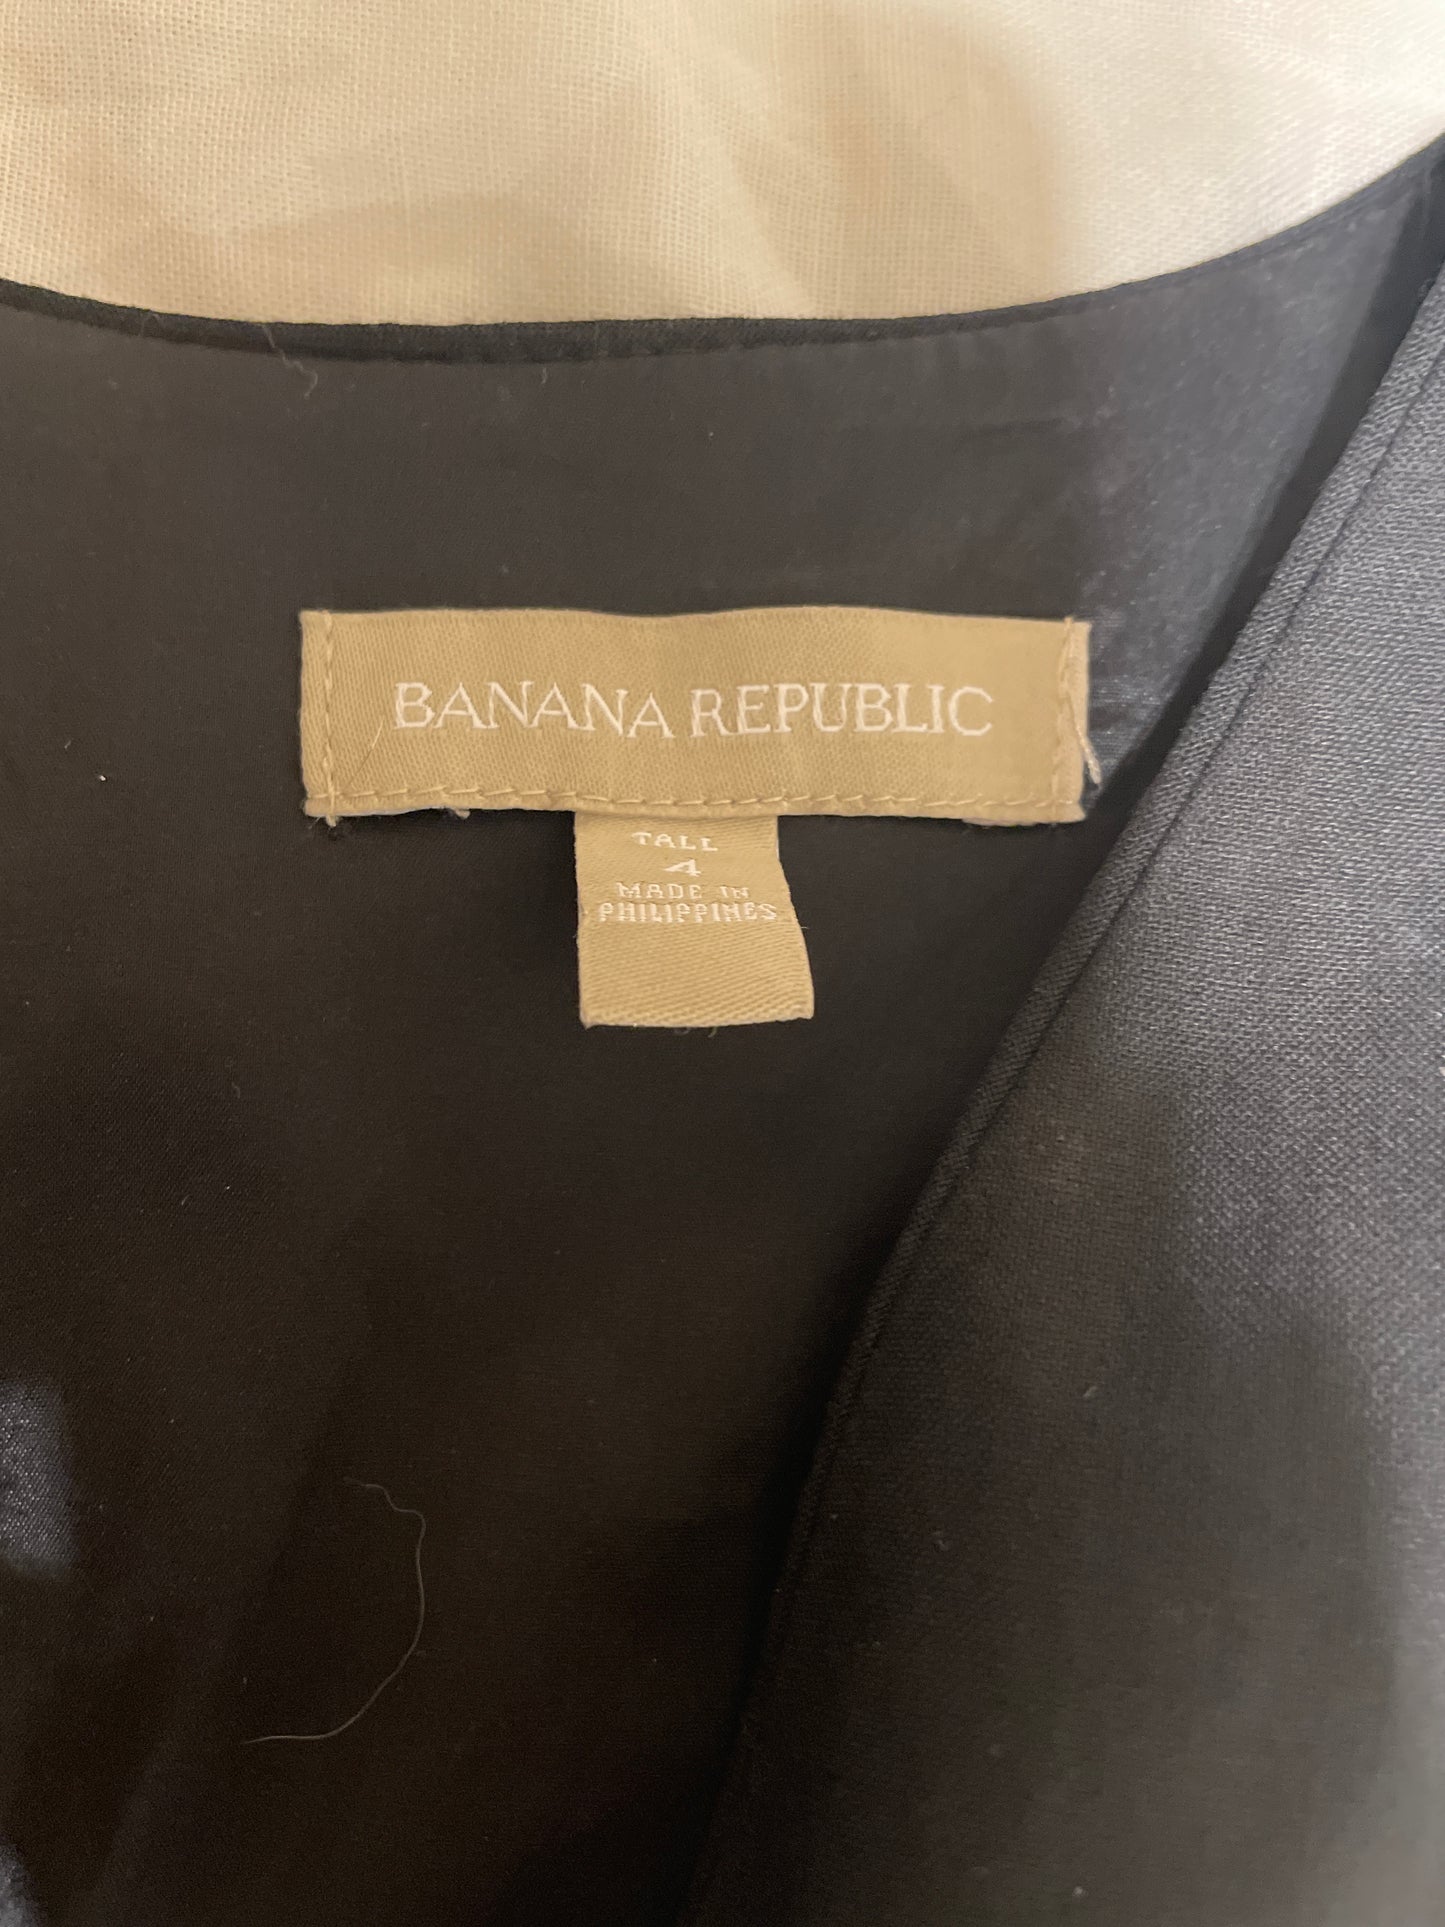 BANANA REPUBLIC
TALL
4
MADE IN
PHILIPPINES